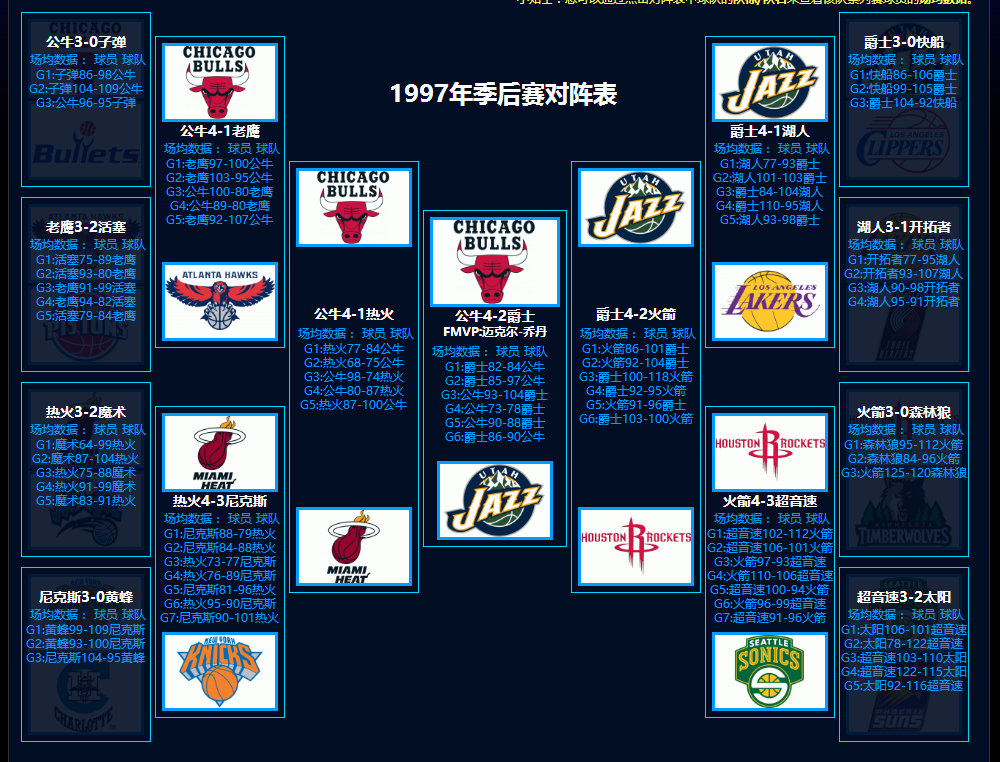 小贴士：您可以通过点击对阵表中球队的队标/队名来查看该队系列赛球员的场均数据。
1997年季后赛对阵表
公牛3-0子弹
场均数据： 球员 球队
G1:子弹86-98公牛
G2:子弹104-109公牛
G3:公牛96-95子弹
Bullets
老鹰3-2活塞
场均数据： 球员 球队
G1:活塞75-89老鹰
G2:活塞93-80老鹰
G3:老鹰91-99活塞
G4:老鹰94-82活塞
G5:活塞79-84老鹰
PISTONS
热火3-2魔术
场均数据： 球员 球队
G1:魔术64-99热火
G2:魔术87-104热火
G3:热火75-88魔术
G4:热火91-99魔术
G5:魔术83-91热火
尼克斯3-0黄蜂
场均数据： 球员 球队
G1:黄蜂99-109尼克斯
G2:黄蜂93-100尼克斯
G3:尼克斯104-95黄蜂
CHARLOTTE
CHICAGO
BULLS
公牛4-1老鹰
场均数据： 球员 球队
G1:老鹰97-100公牛
G2:老鹰103-95公牛
G3:公牛100-80老鹰
G4:公牛89-80老鹰
G5:老鹰92-107公牛
ATLANTA HAWKS
MIAMI
HEAT
热火4-3尼克斯
场均数据： 球员 球队
G1:尼克斯88-79热火
G2:尼克斯84-88热火
G3:热火73-77尼克斯
G4:热火76-89尼克斯
G5:尼克斯81-96热火
G6:热火95-90尼克斯
G7:尼克斯90-101热火
NEW YORK
KNICKS
CHICAGO
BULLS
公牛4-1热火
场均数据： 球员 球队
G1:热火77-84公牛
G2:热火68-75公牛
G3:公牛98-74热火
G4:公牛80-87热火
G5:热火87-100公牛
MIAMI
HEAT
CHICAGO
BULLS
公牛4-2爵士
FMVP:迈克尔-乔丹
场均数据： 球员 球队
G1:爵士82-84公牛
G2:爵士85-97公牛
G3:公牛93-104爵士
G4:公牛73-78爵士
G5:公牛90-88爵士
G6:爵士86-90公牛
UTAH
JAZZ
UTAH
JAZZ
爵士4-2火箭
场均数据： 球员 球队
G1:火箭86-101爵士
G2:火箭92-104爵士
G3:爵士100-118火箭
G4:爵士92-95火箭
G5:火箭91-96爵士
G6:爵士103-100火箭
HOUSTON ROCKETS
UTAH
JAZZ
爵士4-1湖人
场均数据： 球员 球队
G1:湖人77-93爵士
G2:湖人101-103爵士
G3:爵士84-104湖人
G4:爵士110-95湖人
G5:湖人93-98爵士
LOS ANGELES
LAKERS
HOUSTON ROCKETS
火箭4-3超音速
场均数据： 球员 球队
G1:超音速102-112火箭
G2:超音速106-101火箭
G3:火箭97-93超音速
G4:火箭110-106超音速
G5:超音速100-94火箭
G6:火箭96-99超音速
G7:超音速91-96火箭
SEATTLE
SONICS
爵士3-0快船
场均数据： 球员 球队
G1:快船86-106爵士
G2:快船99-105爵士
G3:爵士104-92快船
LOS ANGELES
CLIPPERS
湖人3-1开拓者
场均数据： 球员 球队
G1:开拓者77-95湖人
G2:开拓者93-107湖人
G3:湖人90-98开拓者
G4:湖人95-91开拓者
火箭3-0森林狼
场均数据： 球员 球队
G1:森林狼95-112火箭
G2:森林狼84-96火箭
G3:火箭125-120森林狼
TIMBERWOLVES
超音速3-2太阳
场均数据： 球员 球队
G1:太阳106-101超音速
G2:太阳78-122超音速
G3:超音速103-110太阳
G4:超音速122-115太阳
G5:太阳92-116超音速
PHOENIX
SUNS